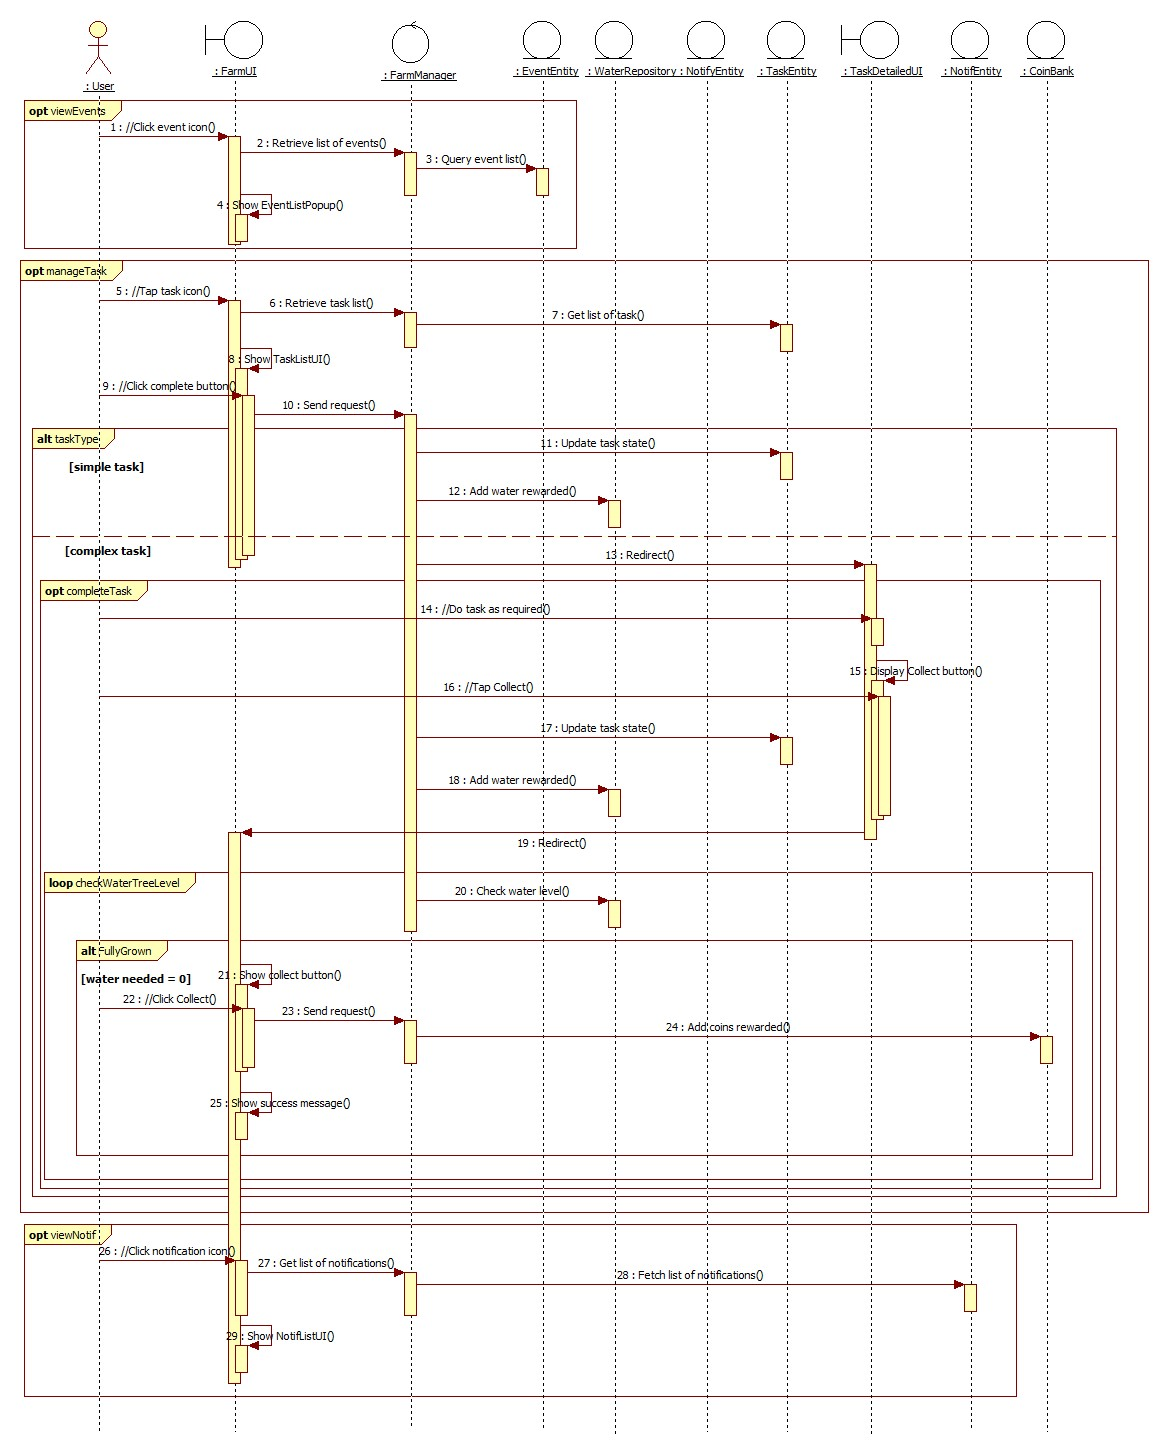 : User
: FarmUI
: FarmManager
: EventEntity
: WaterRepository
: NotifyEntity
: TaskEntity
: TaskDetailedUI
: NotifEntity
: CoinBank
opt viewEvents
1 : //Click event icon()
2 : Retrieve list of events()
3 : Query event list()
4 : Show EventListPopup()
opt manageTask
5 : //Tap task icon()
6 : Retrieve task list()
7 : Get list of task()
8 : Show TaskListUI()
9 : //Click complete button()
10 : Send request()
alt taskType
[simple task]
11 : Update task state()
12 : Add water rewarded()
[complex task]
13 : Redirect()
opt completeTask
14 : //Do task as required()
15 : Display Collect button()
16 : //Tap Collect()
17 : Update task state()
18 : Add water rewarded()
19 : Redirect()
loop checkWaterTreeLevel
20 : Check water level()
alt FullyGrown
[water needed = 0]
21 : Show collect button()
22 : //Click Collect()
23 : Send request()
24 : Add coins rewarded()
25 : Show success message()
opt viewNotif
26 : //Click notification icon()
27 : Get list of notifications()
28 : Fetch list of notifications()
29 : Show NotifListUI()